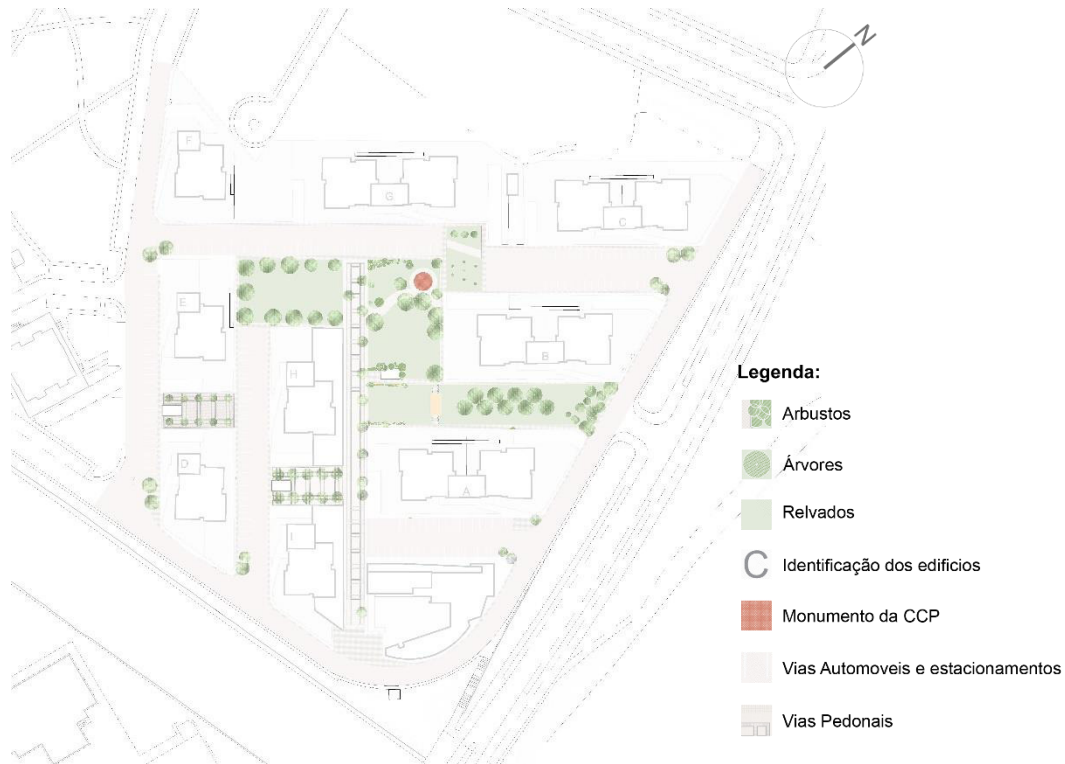 N
F
G
C
E
B
H
D
A
I
Legenda:
Arbustos
Árvores
Relvados
C Identificação dos edificios
Monumento da CCP
Vias Automoveis e estacionamentos
Vias Pedonais